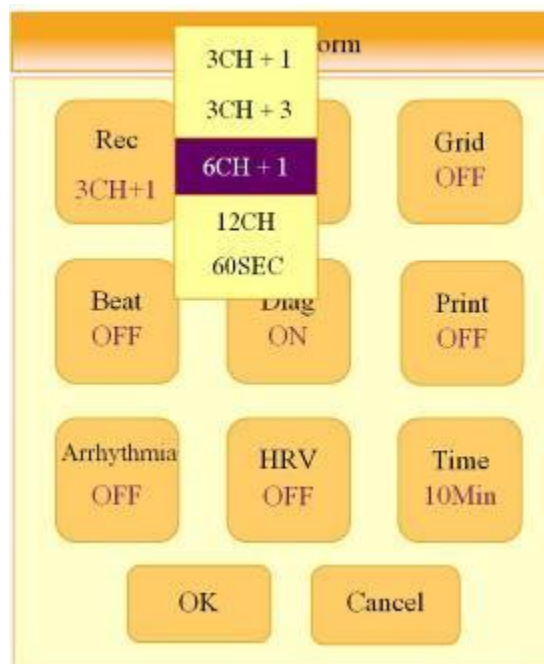 orm
3CH + 1
3CH + 3
6CH + 1
12CH
60SEC
Rec
3CH+1
Grid
OFF
Beat
OFF
Diag
ON
Print
OFF
Arrhythmia
OFF
HRV
OFF
Time
10Min
OK
Cancel